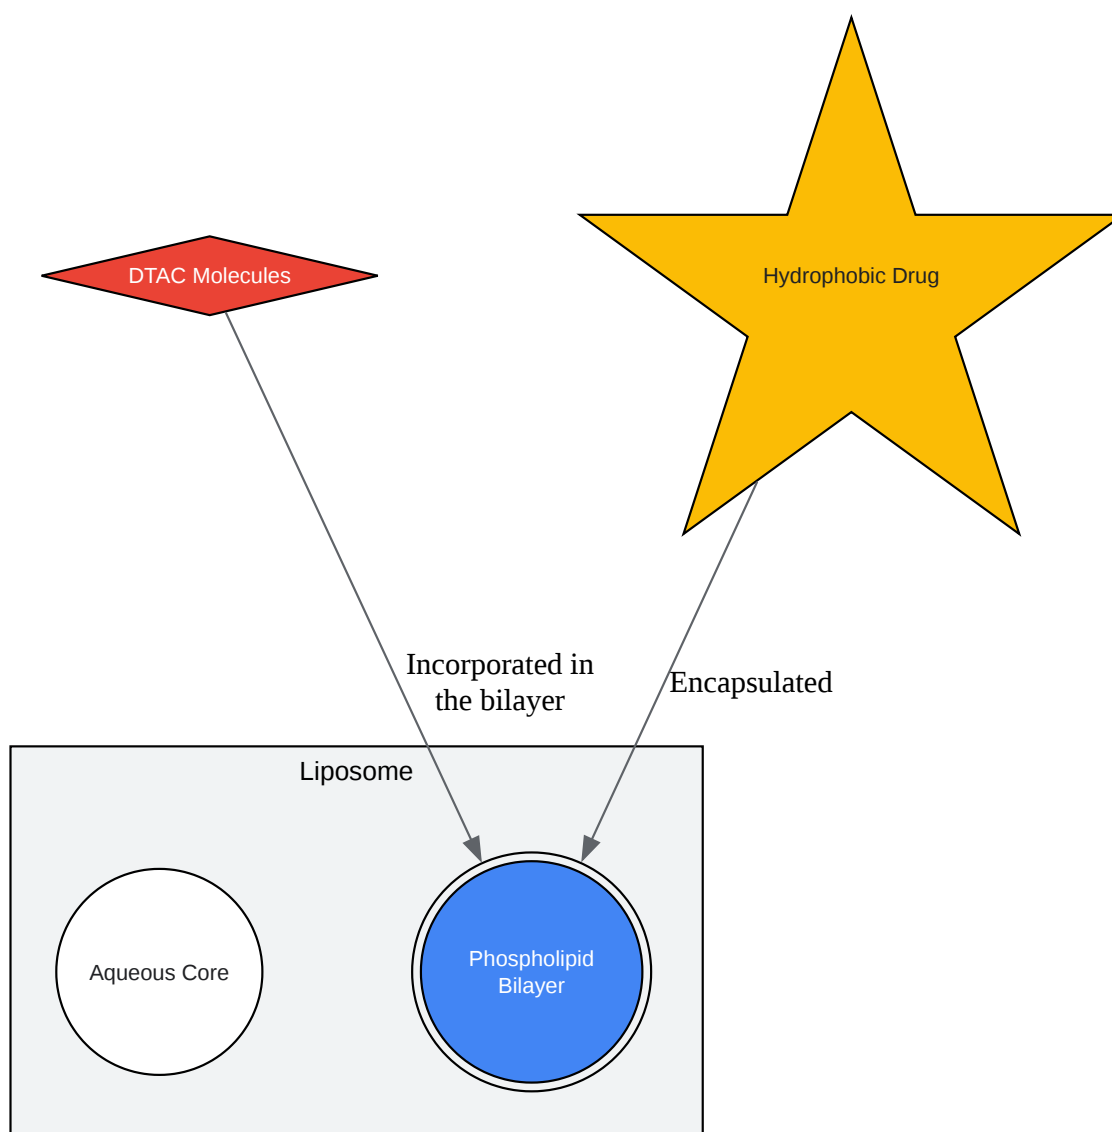 DTAC Molecules
Hydrophobic Drug
Incorporated in
the bilayer
Encapsulated
Liposome
Aqueous Core
Phospholipid
Bilayer